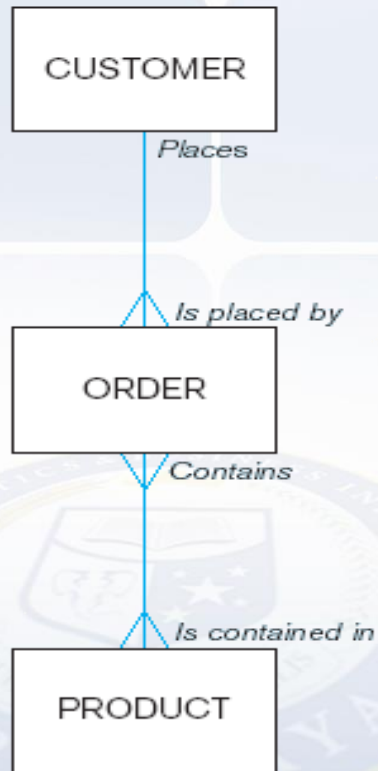 CUSTOMER
Places
Is placed by
ORDER
Contains
Is contained in
PRODUCT